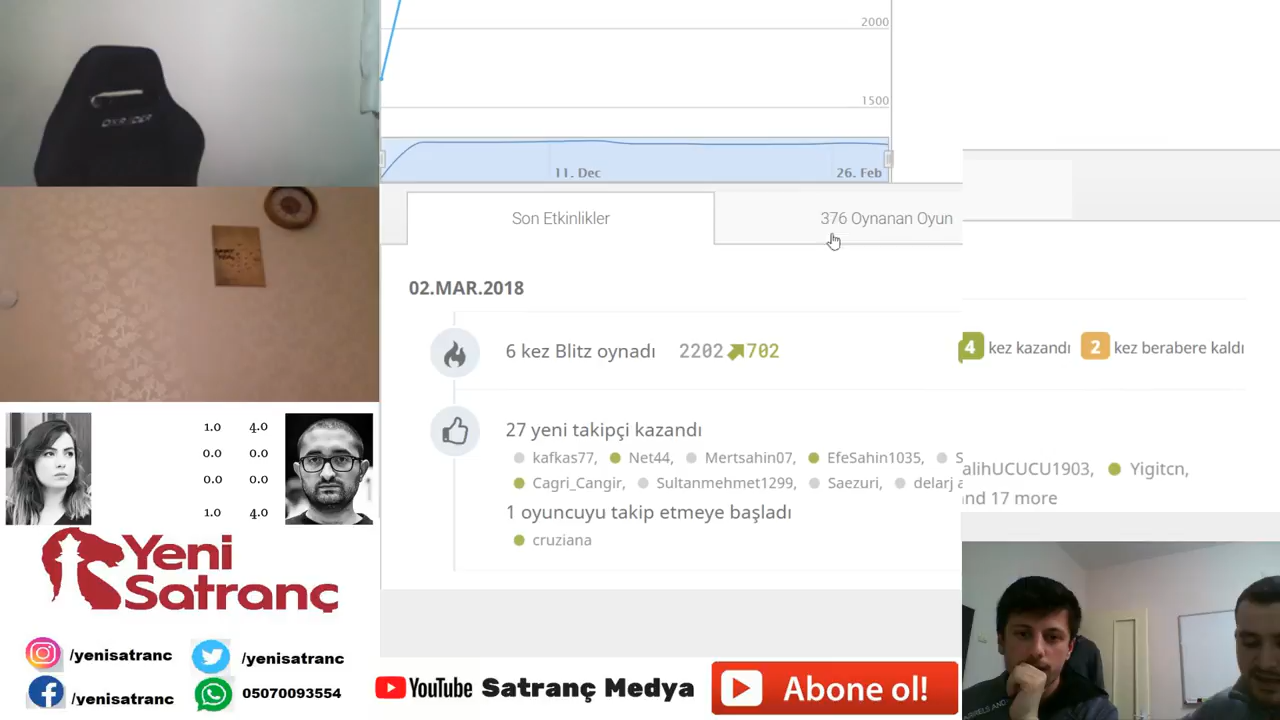 2000
1500
11. Dec
26. Feb
Son Etkinlikler
376 Oynanan Oyun
02.MAR.2018
6 kez Blitz oynadı 2202 702
4 kez kazandı 2 kez berabere kaldı
27 yeni takipçi kazandı
kafkas77, Net44, Mertsahin07, EfeSahin1035, S
alihUCUCU1903, Yigitcn,
Cagri_Cangir, Sultanmehmet1299, Saezuri, delarj a
nd 17 more
1 oyuncuyu takip etmeye başladı
cruziana
1.0 4.0
0.0 0.0
0.0 0.0
1.0 4.0
Yeni
Satranç
/yenisatranc
/yenisatranc
/yenisatranc
05070093554
YouTube Satranç Medya
Abone ol!